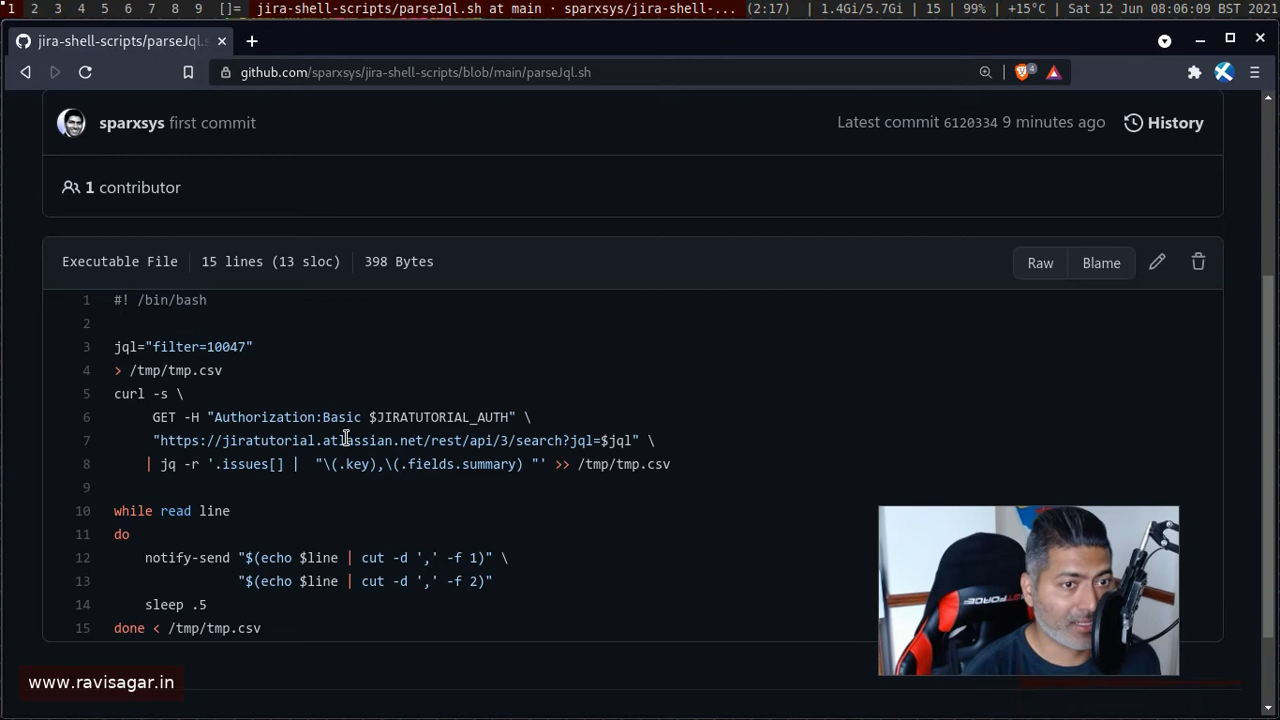 1 2 3 4 5 6 7 8 9 []= jira-shell-scripts/parseJql.sh at main · sparxsys/jira-shell-... (2:17) | 1.4Gi/5.7Gi | 15 | 99% | +15°C | Sat 12 Jun 08:06:09 BST 2021
jira-shell-scripts/parseJql.s
github.com/sparxsys/jira-shell-scripts/blob/main/parseJql.sh 4
sparxsys first commit Latest commit 6120334 9 minutes ago History
1 contributor
Executable File 15 lines (13 sloc) 398 Bytes Raw Blame
1 #! /bin/bash
2
3 jql="filter=10047"
4 > /tmp/tmp.csv
5 curl -s \
6 GET -H "Authorization:Basic $JIRATUTORIAL_AUTH" \
7 "https://jiratutorial.atlassian.net/rest/api/3/search?jql=$jql" \
8 | jq -r '.issues[] | "\(.key),\(.fields.summary) "' >> /tmp/tmp.csv
9
10 while read line
11 do
12 notify-send "$(echo $line | cut -d ',' -f 1)" \
13 "$(echo $line | cut -d ',' -f 2)"
14 sleep .5
15 done < /tmp/tmp.csv
www.ravisagar.in